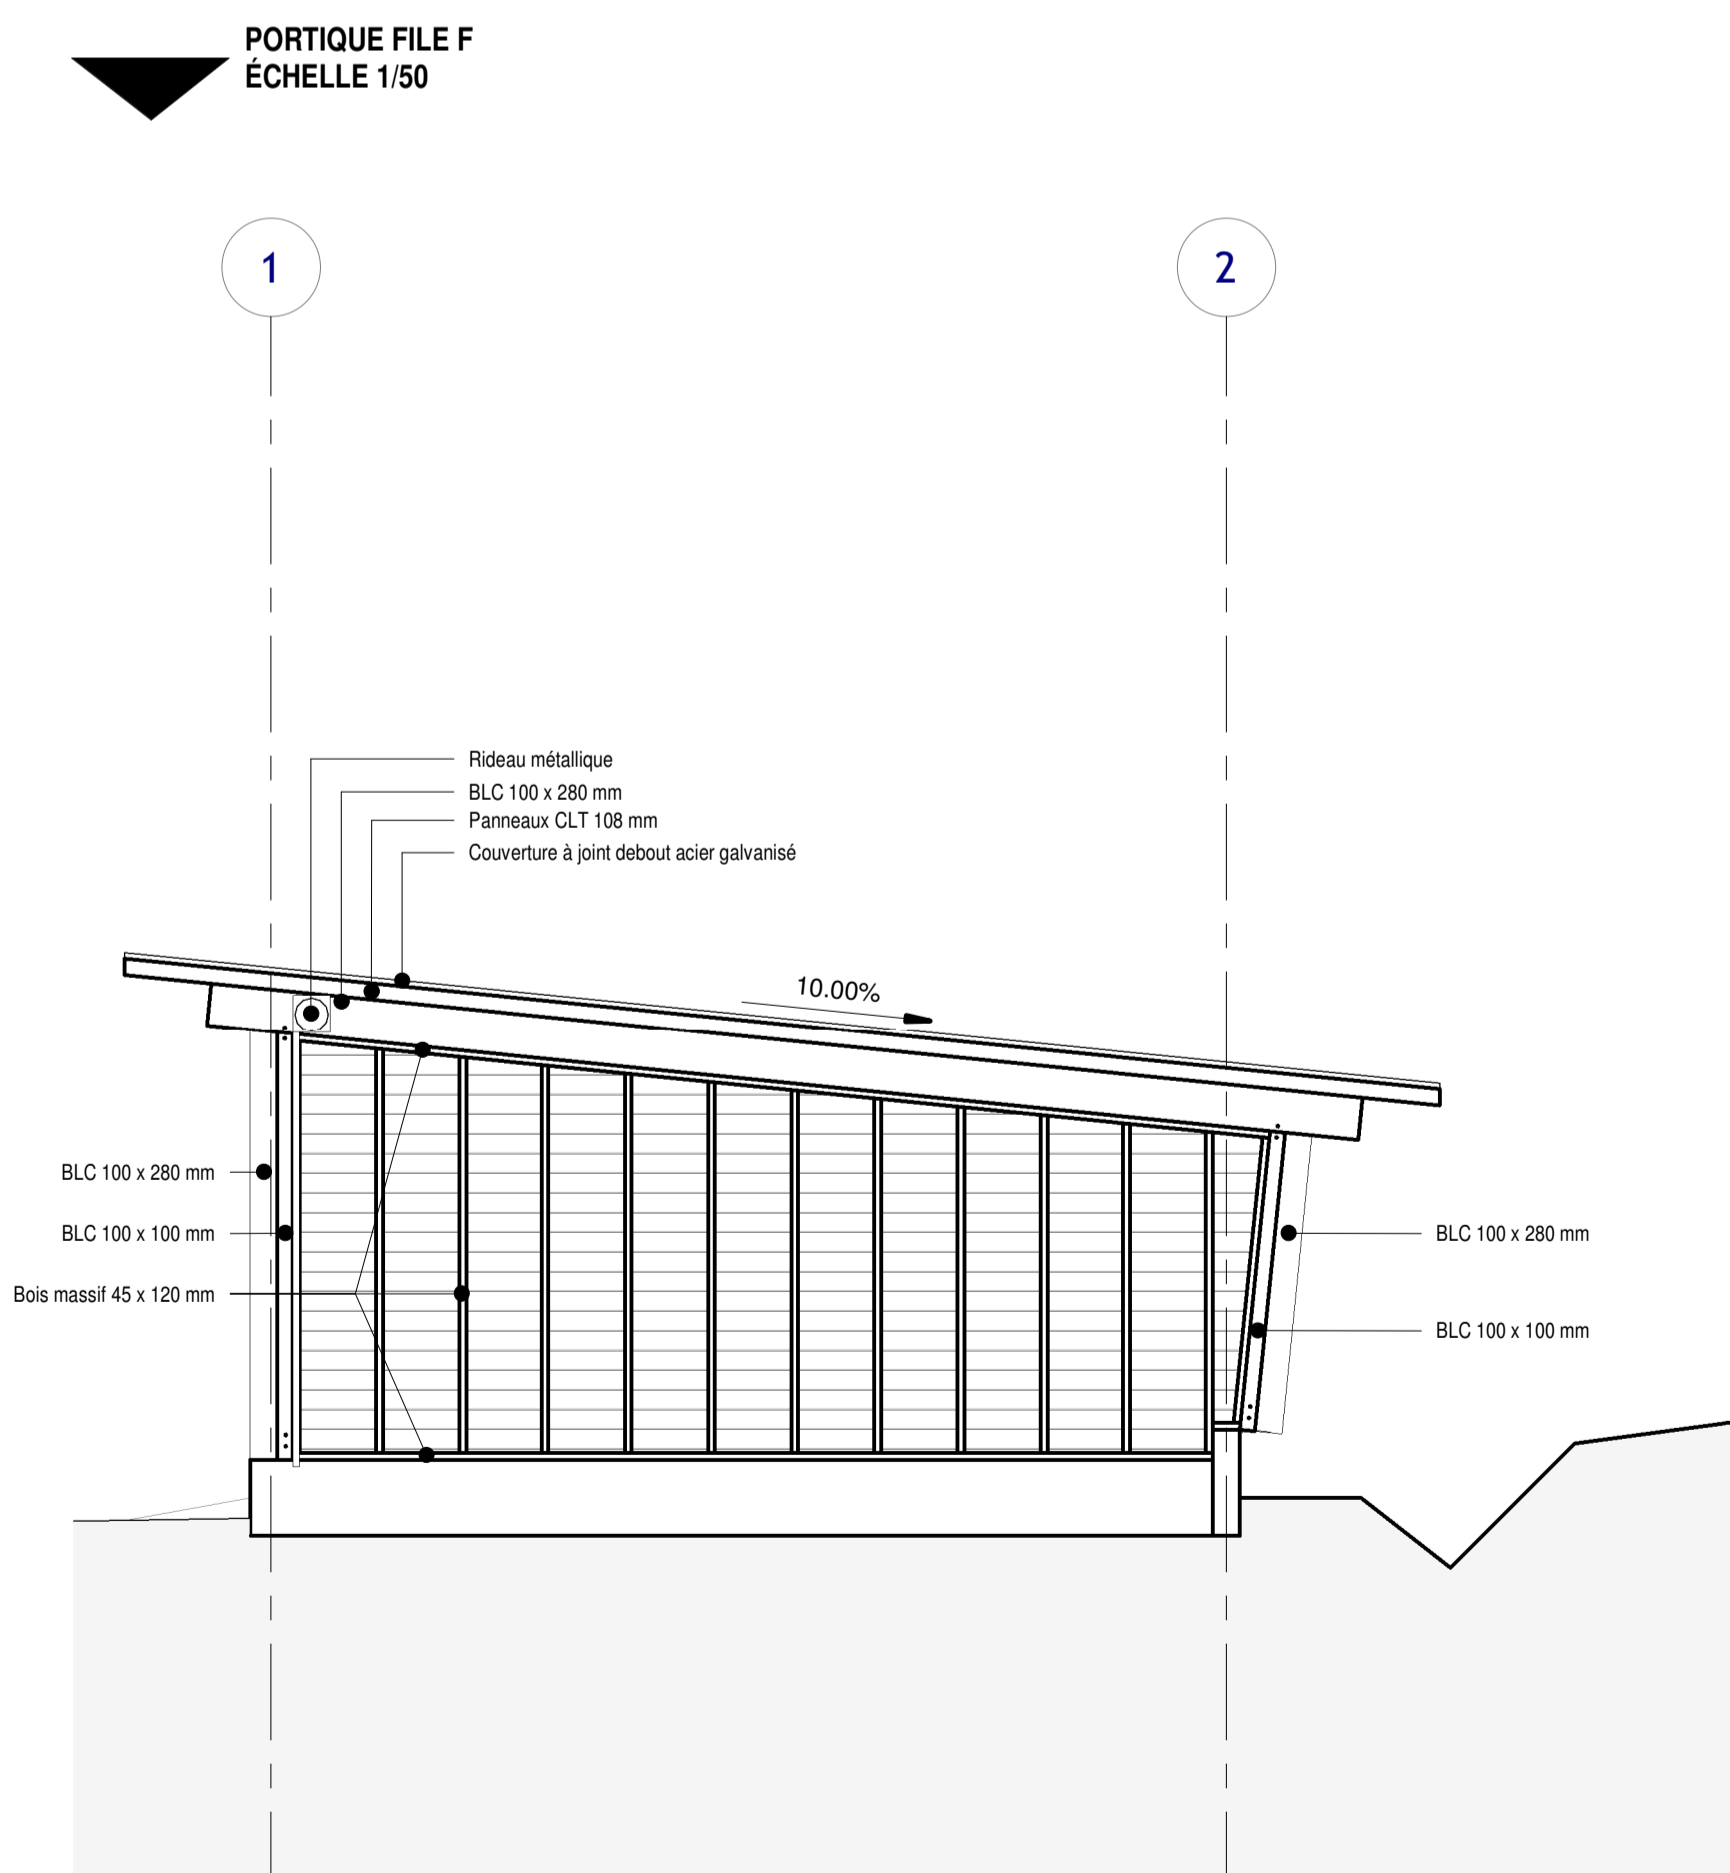 PORTIQUE FILE F
ÉCHELLE 1/50
1
2
Rideau métallique
BLC 100 x 280 mm
Panneaux CLT 108 mm
Couverture à joint debout acier galvanisé
10.00%
BLC 100 x 280 mm
BLC 100 x 100 mm
Bois massif 45 x 120 mm
BLC 100 x 280 mm
BLC 100 x 100 mm